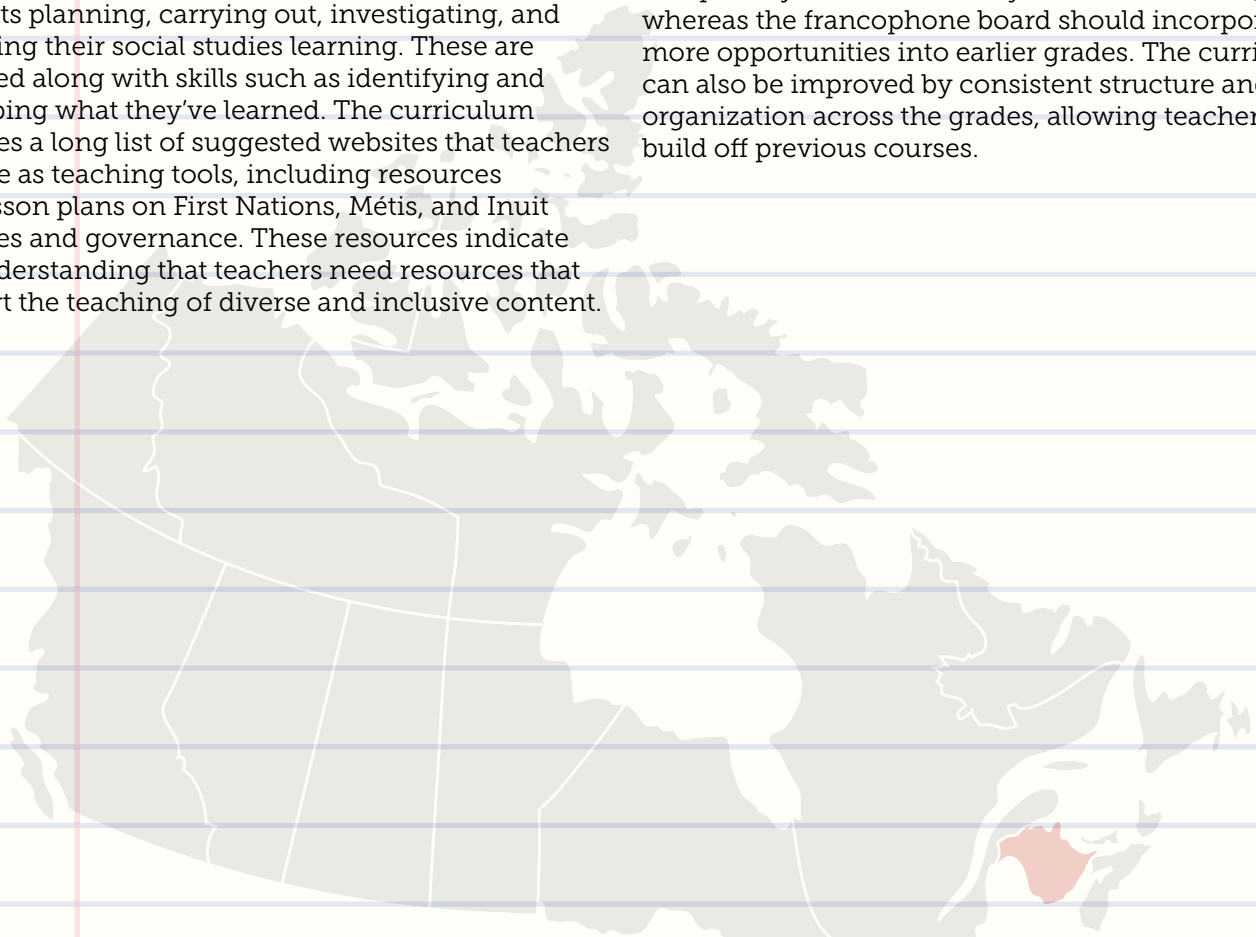 ts planning, carrying out, investigating, and
ing their social studies learning. These are
ed along with skills such as identifying and
ping what they've learned. The curriculum
es a long list of suggested websites that teachers
e as teaching tools, including resources
sson plans on First Nations, Métis, and Inuit
es and governance. These resources indicate
derstanding that teachers need resources that
rt the teaching of diverse and inclusive content.
whereas the francophone board should incorpor
more opportunities into earlier grades. The curri
can also be improved by consistent structure and
organization across the grades, allowing teacher
build off previous courses.